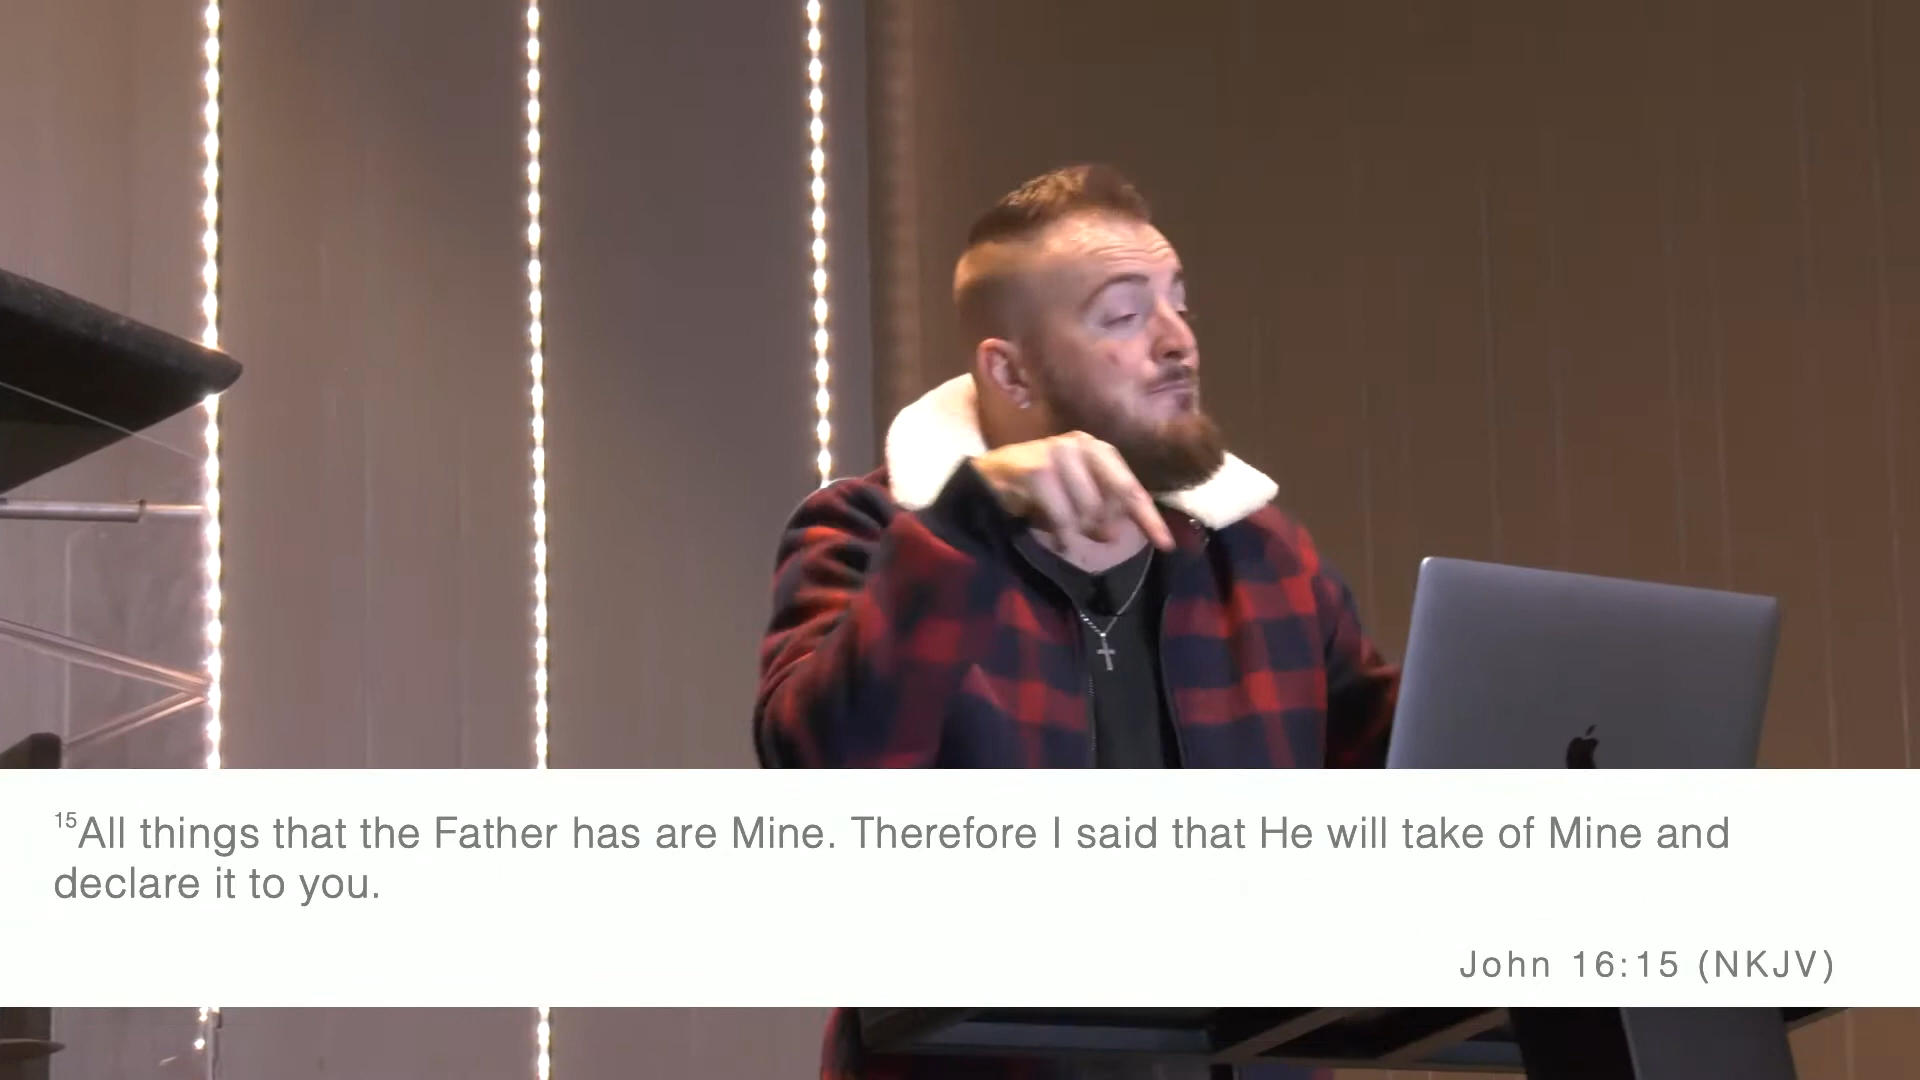 ¹⁵All things that the Father has are Mine. Therefore I said that He will take of Mine and
declare it to you.
John 16:15 (NKJV)